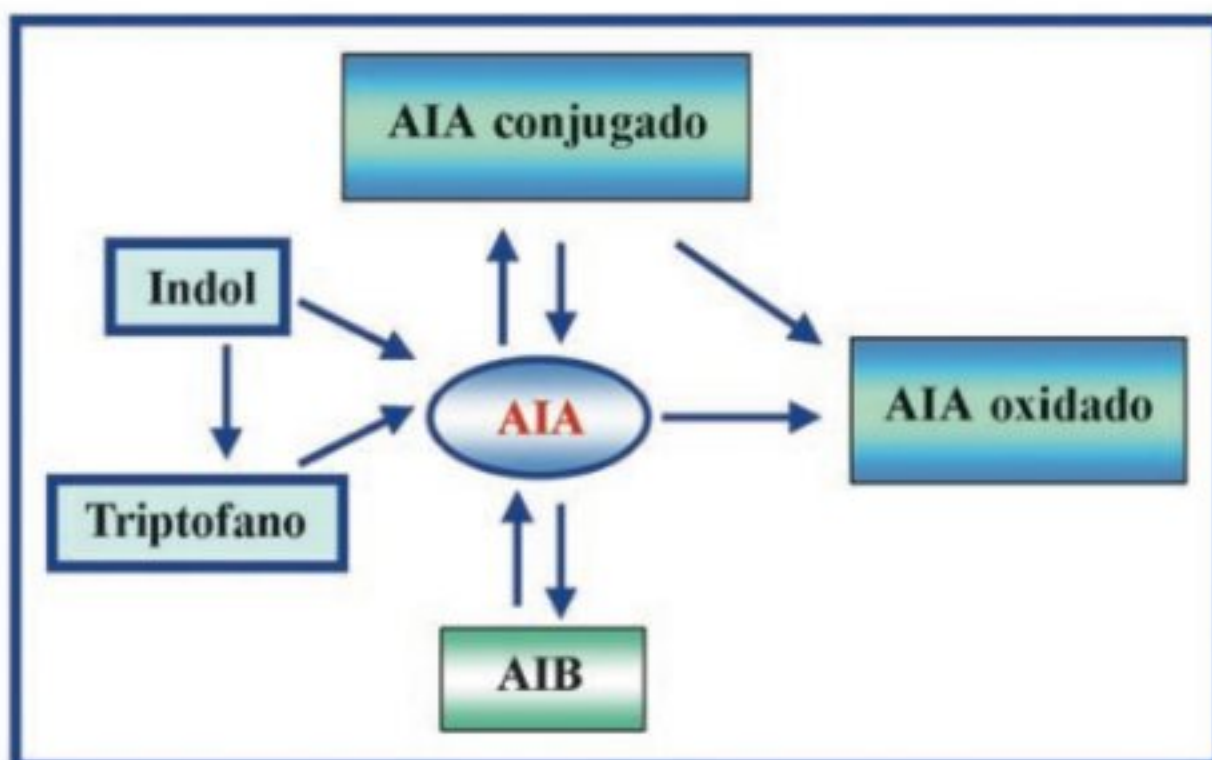 AIA conjugado
Indol
AIA
AIA oxidado
Triptofano
AIB